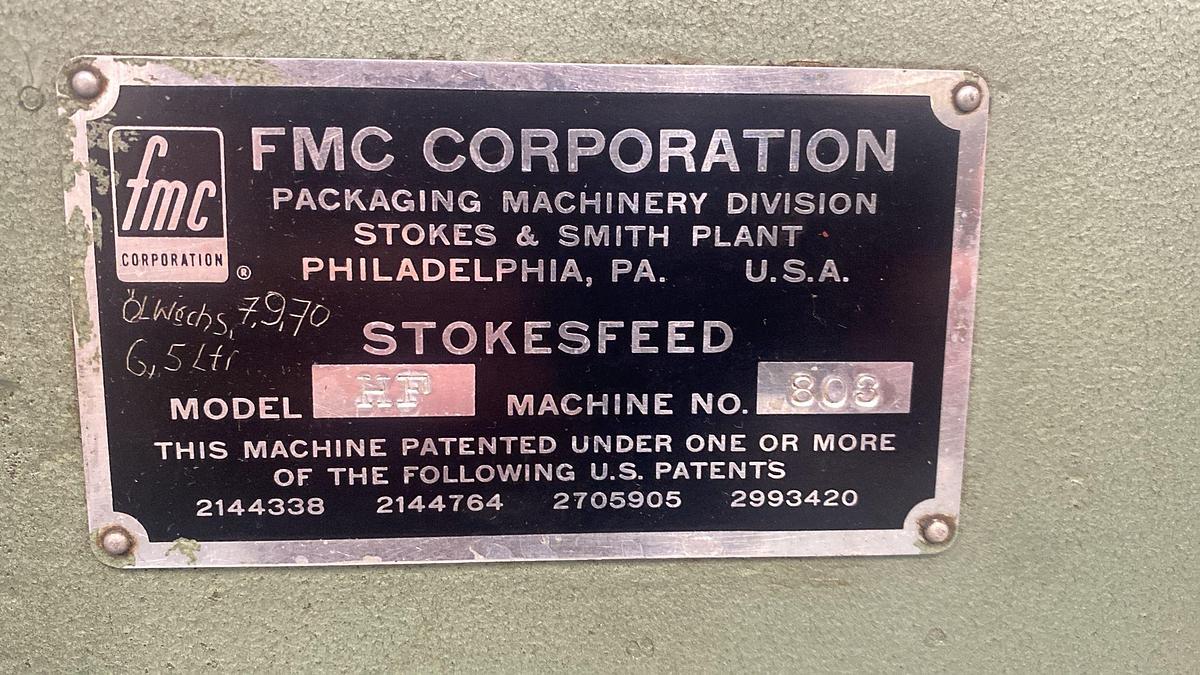 fmc
CORPORATION ®
FMC CORPORATION
PACKAGING MACHINERY DIVISION
STOKES & SMITH PLANT
PHILADELPHIA, PA. U.S.A.
Ölwechs, 7.9.70
6,5 Ltr
STOKESFEED
MODEL HF MACHINE NO. 803
THIS MACHINE PATENTED UNDER ONE OR MORE
OF THE FOLLOWING U.S. PATENTS
2144338 2144764 2705905 2993420